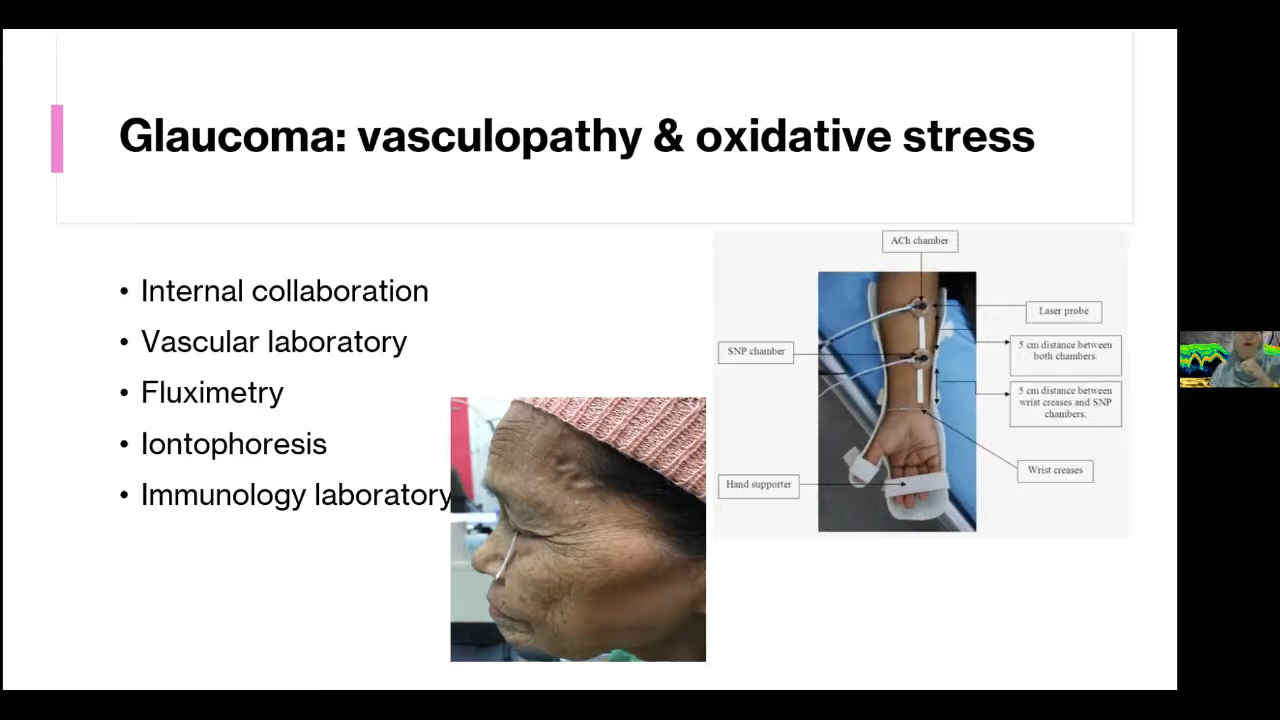 Glaucoma: vasculopathy & oxidative stress
• Internal collaboration
• Vascular laboratory
• Fluximetry
• Iontophoresis
• Immunology laboratory
ACh chamber
Laser probe
SNP chamber
5 cm distance between
both chambers.
5 cm distance between
wrist creases and SNP
chambers.
Wrist creases
Hand supporter